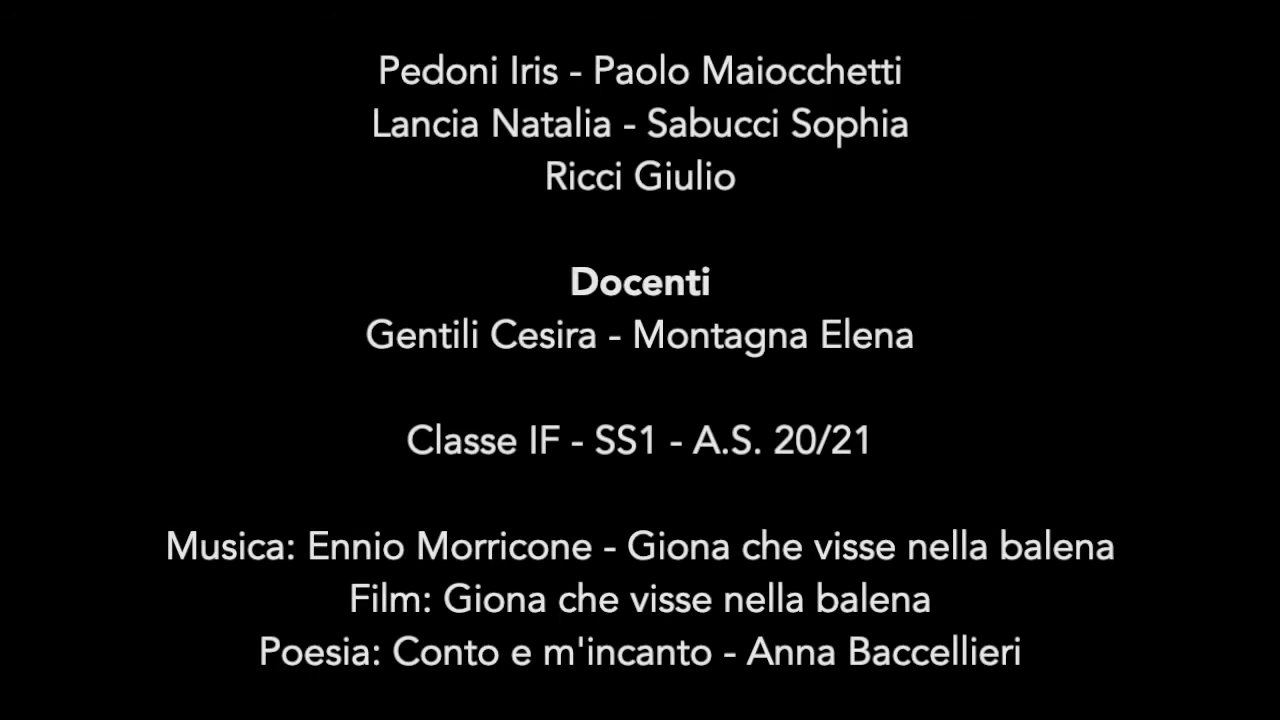 Pedoni Iris - Paolo Maiocchetti
Lancia Natalia - Sabucci Sophia
Ricci Giulio
Docenti
Gentili Cesira - Montagna Elena
Classe IF - SS1 - A.S. 20/21
Musica: Ennio Morricone - Giona che visse nella balena
Film: Giona che visse nella balena
Poesia: Conto e m'incanto - Anna Baccellieri